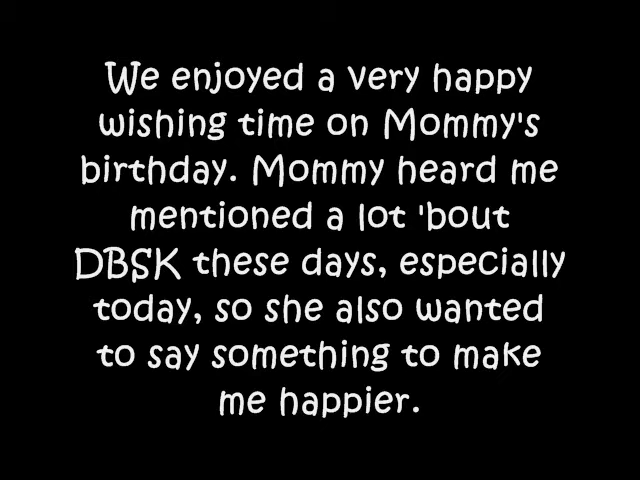 We enjoyed a very happy
wishing time on Mommy's
birthday. Mommy heard me
mentioned a lot 'bout
DBSK these days, especially
today, so she also wanted
to say something to make
me happier.